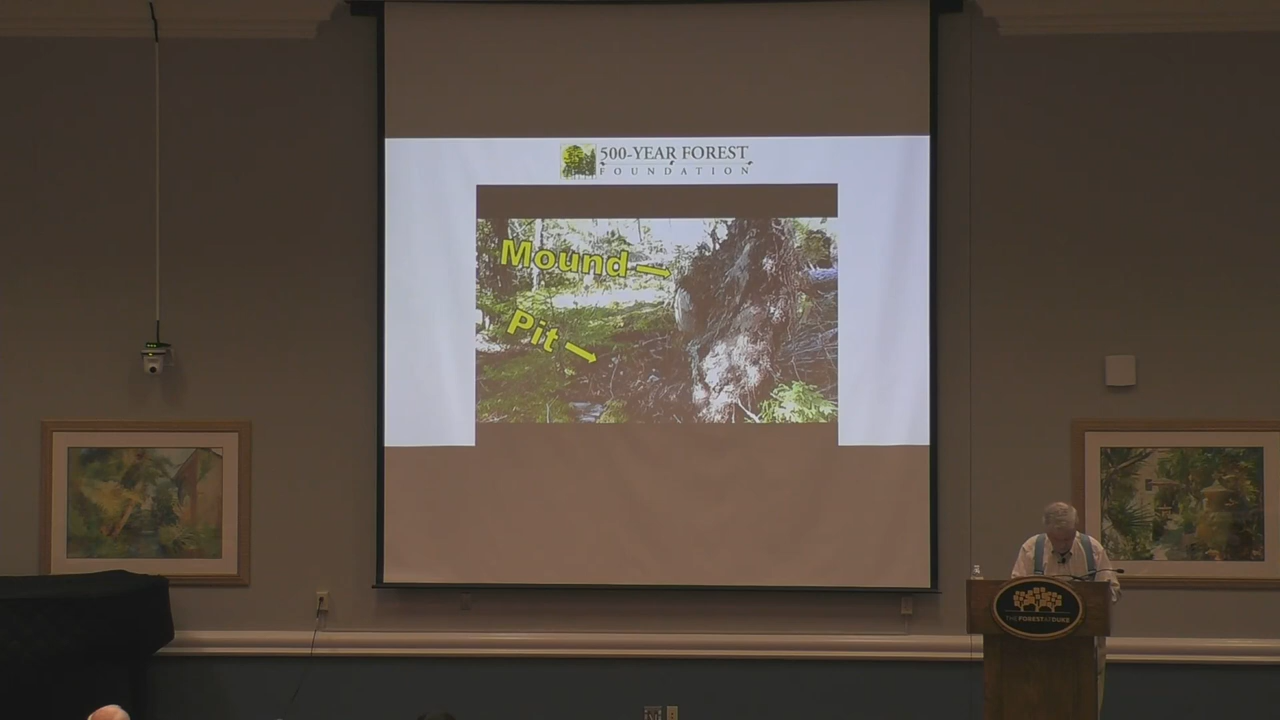 500-YEAR FOREST
FOUNDATION
Mound
Pit
THE FOREST AT DUKE